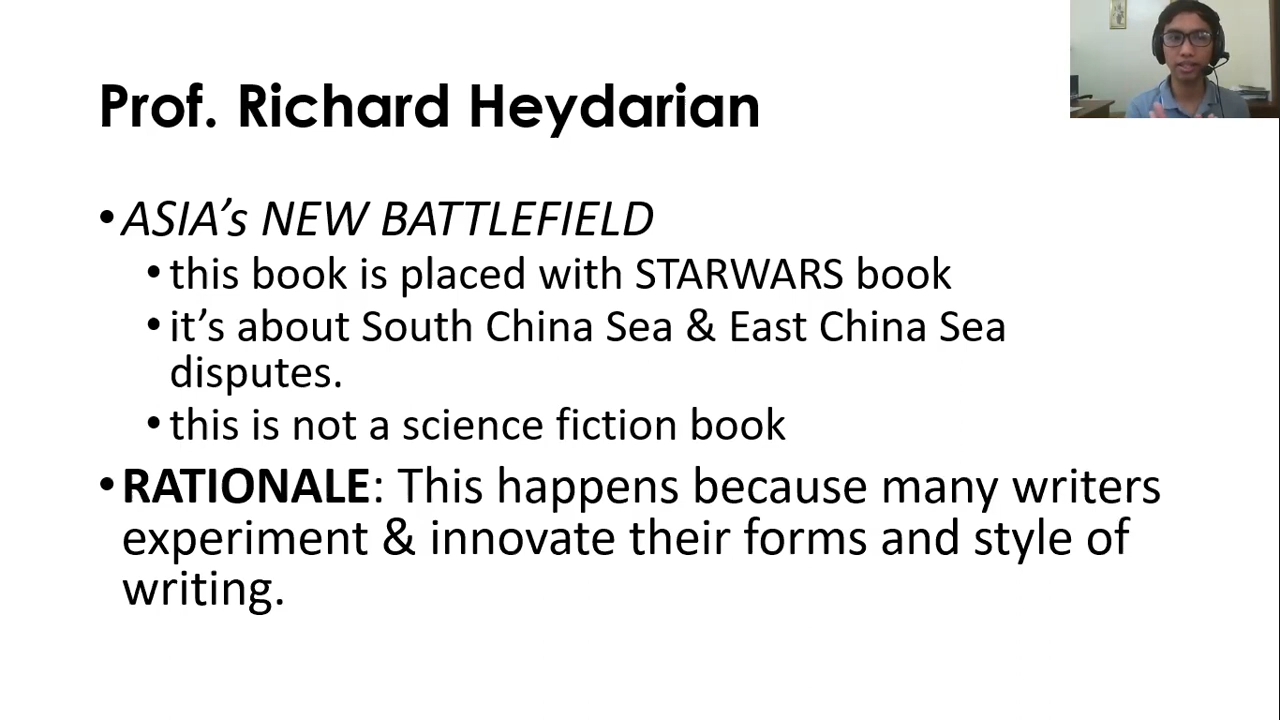 Prof. Richard Heydarian
•ASIA’s NEW BATTLEFIELD
•this book is placed with STARWARS book
•it’s about South China Sea & East China Sea
disputes.
•this is not a science fiction book
•RATIONALE: This happens because many writers
experiment & innovate their forms and style of
writing.